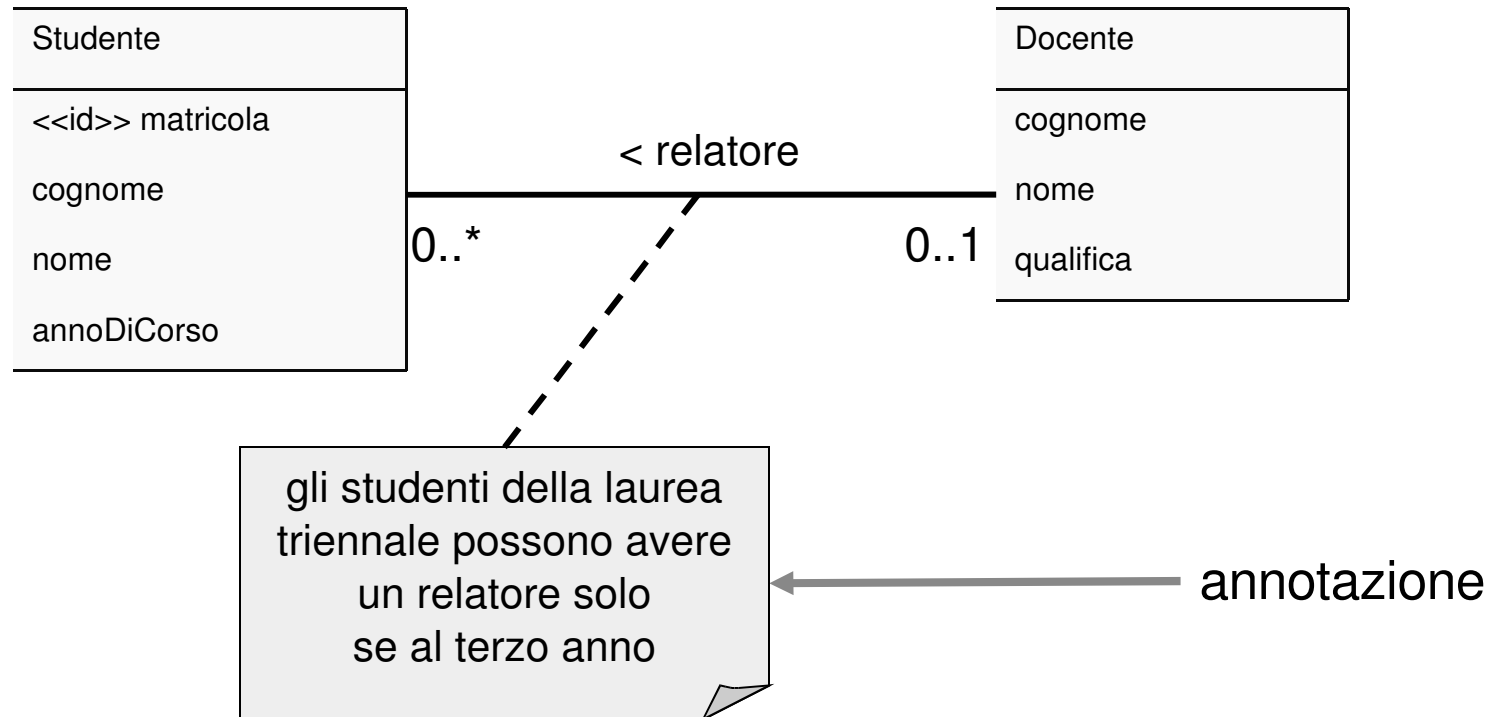 Studente
<<id>> matricola
cognome
nome
annoDiCorso
< relatore
0..*
0..1
Docente
cognome
nome
qualifica
gli studenti della laurea
triennale possono avere
un relatore solo
se al terzo anno
annotazione